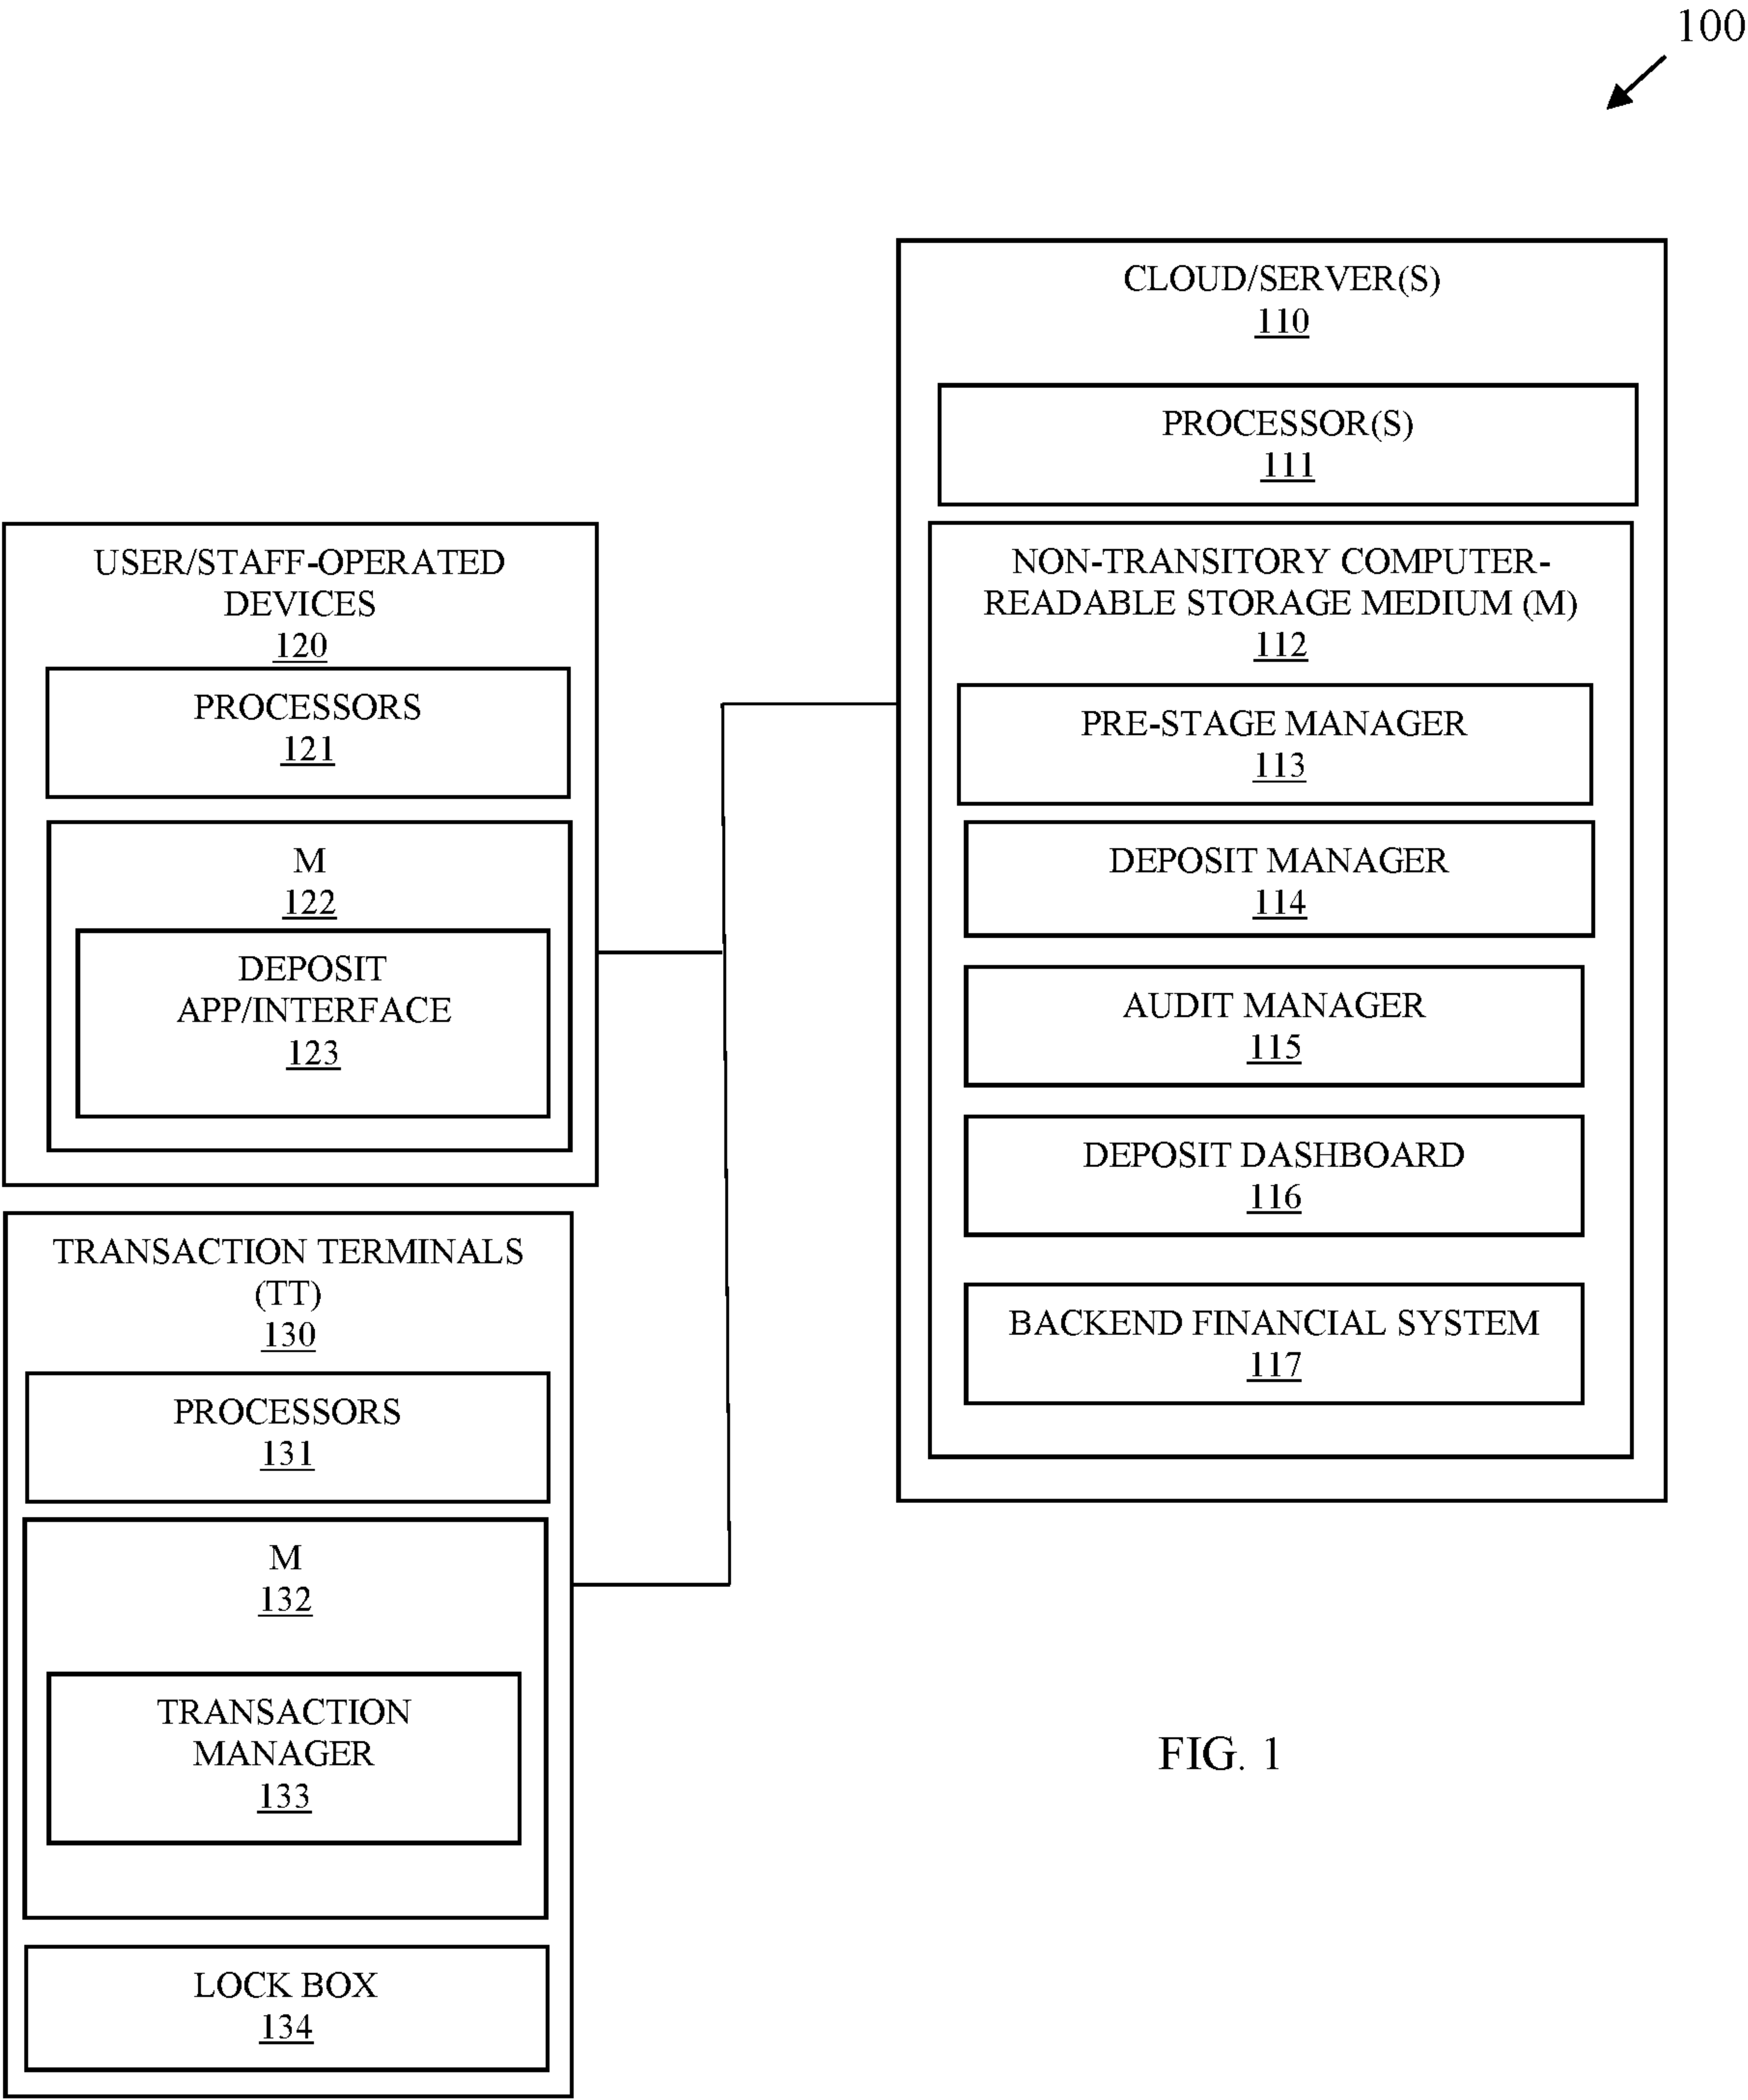 100
CLOUD/SERVER(S)
110
PROCESSOR(S)
111
NON-TRANSITORY COMPUTER-
READABLE STORAGE MEDIUM (M)
112
PRE-STAGE MANAGER
113
DEPOSIT MANAGER
114
AUDIT MANAGER
115
DEPOSIT DASHBOARD
116
BACKEND FINANCIAL SYSTEM
117
USER/STAFF-OPERATED
DEVICES
120
PROCESSORS
121
M
122
DEPOSIT
APP/INTERFACE
123
TRANSACTION TERMINALS
(TT)
130
PROCESSORS
131
M
132
TRANSACTION
MANAGER
133
LOCK BOX
134
FIG. 1